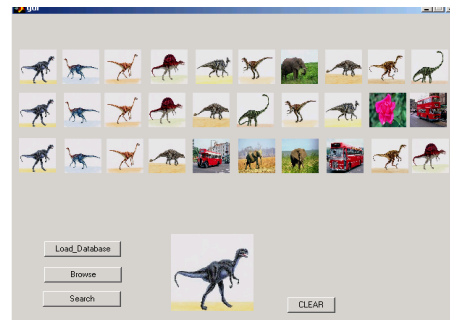 gui
Load_Database
Browse
Search
CLEAR